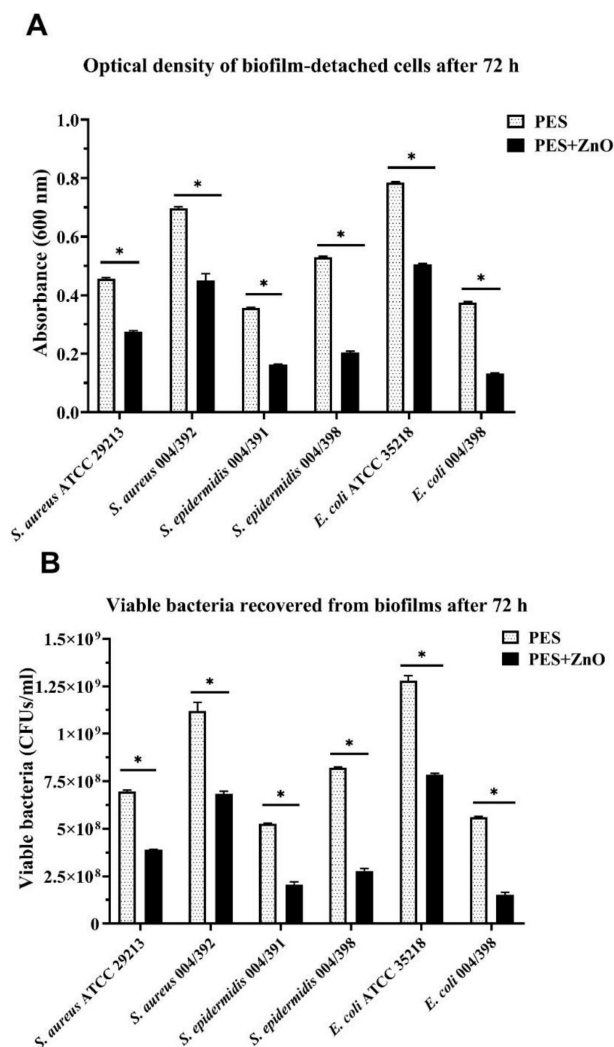 A
Optical density of biofilm-detached cells after 72 h
PES
PES+ZnO
Absorbance (600 nm)
1.0
0.8
0.6
0.4
0.2
0.0
* * * * * *
S. aureus ATCC 29213
S. aureus 004/392
S. epidermidis 004/391
S. epidermidis 004/398
E. coli ATCC 35218
E. coli 004/398
B
Viable bacteria recovered from biofilms after 72 h
PES
PES+ZnO
Viable bacteria (CFUs/ml)
1.5×10⁹
1.25×10⁹
1×10⁹
7.5×10⁸
5×10⁸
2.5×10⁸
0
* * * * * *
S. aureus ATCC 29213
S. aureus 004/392
S. epidermidis 004/391
S. epidermidis 004/398
E. coli ATCC 35218
E. coli 004/398